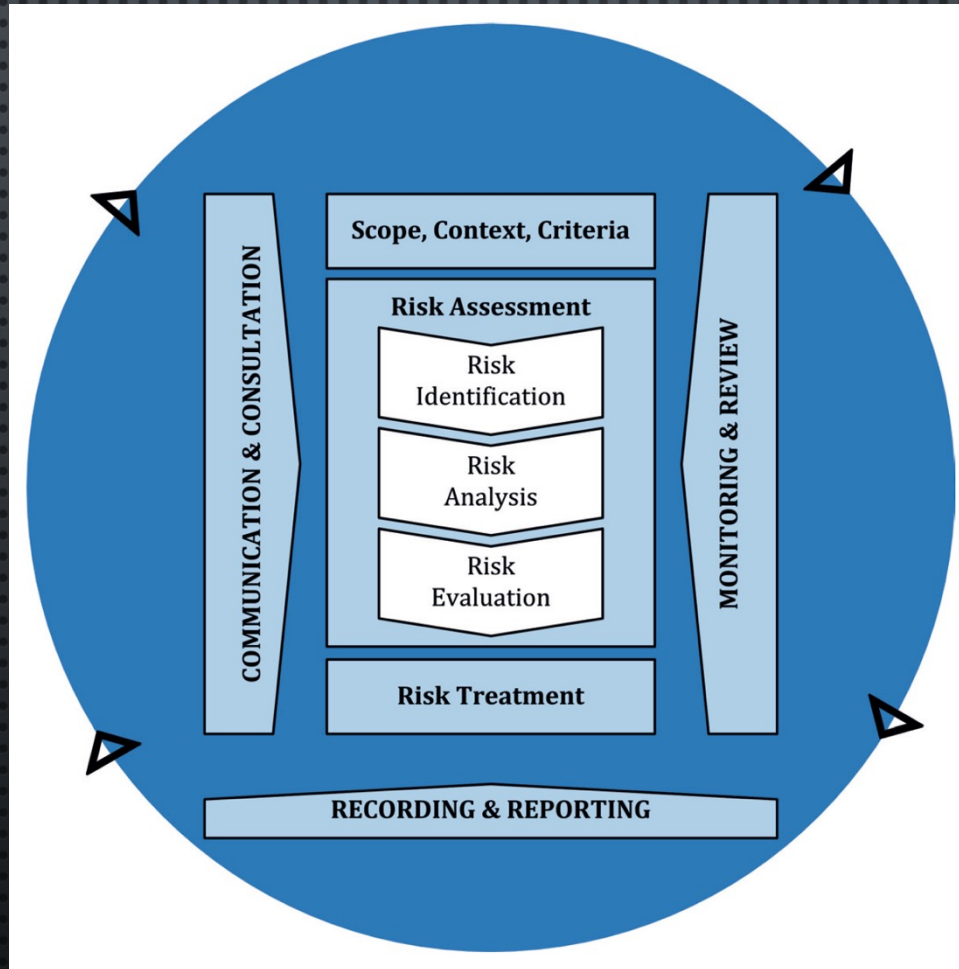 Scope, Context, Criteria
Risk Assessment
Risk
Identification
Risk
Analysis
Risk
Evaluation
Risk Treatment
COMMUNICATION & CONSULTATION
MONITORING & REVIEW
RECORDING & REPORTING